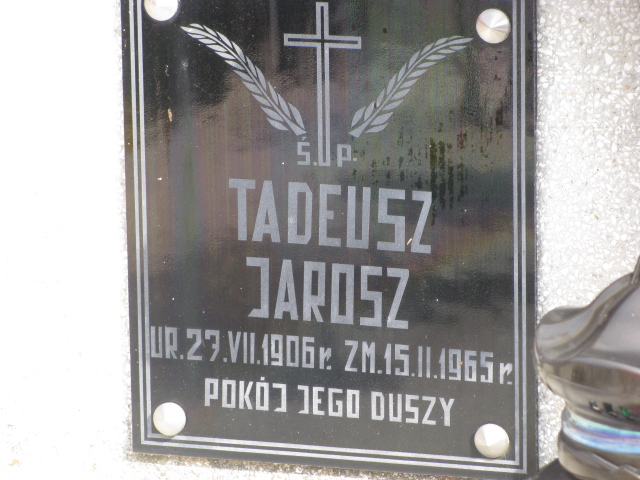 Ś.P.
TADEUSZ
JAROSZ
UR. 27.VII.1906 r. ZM.15.II.1965 r.
POKÓJ JEGO DUSZY